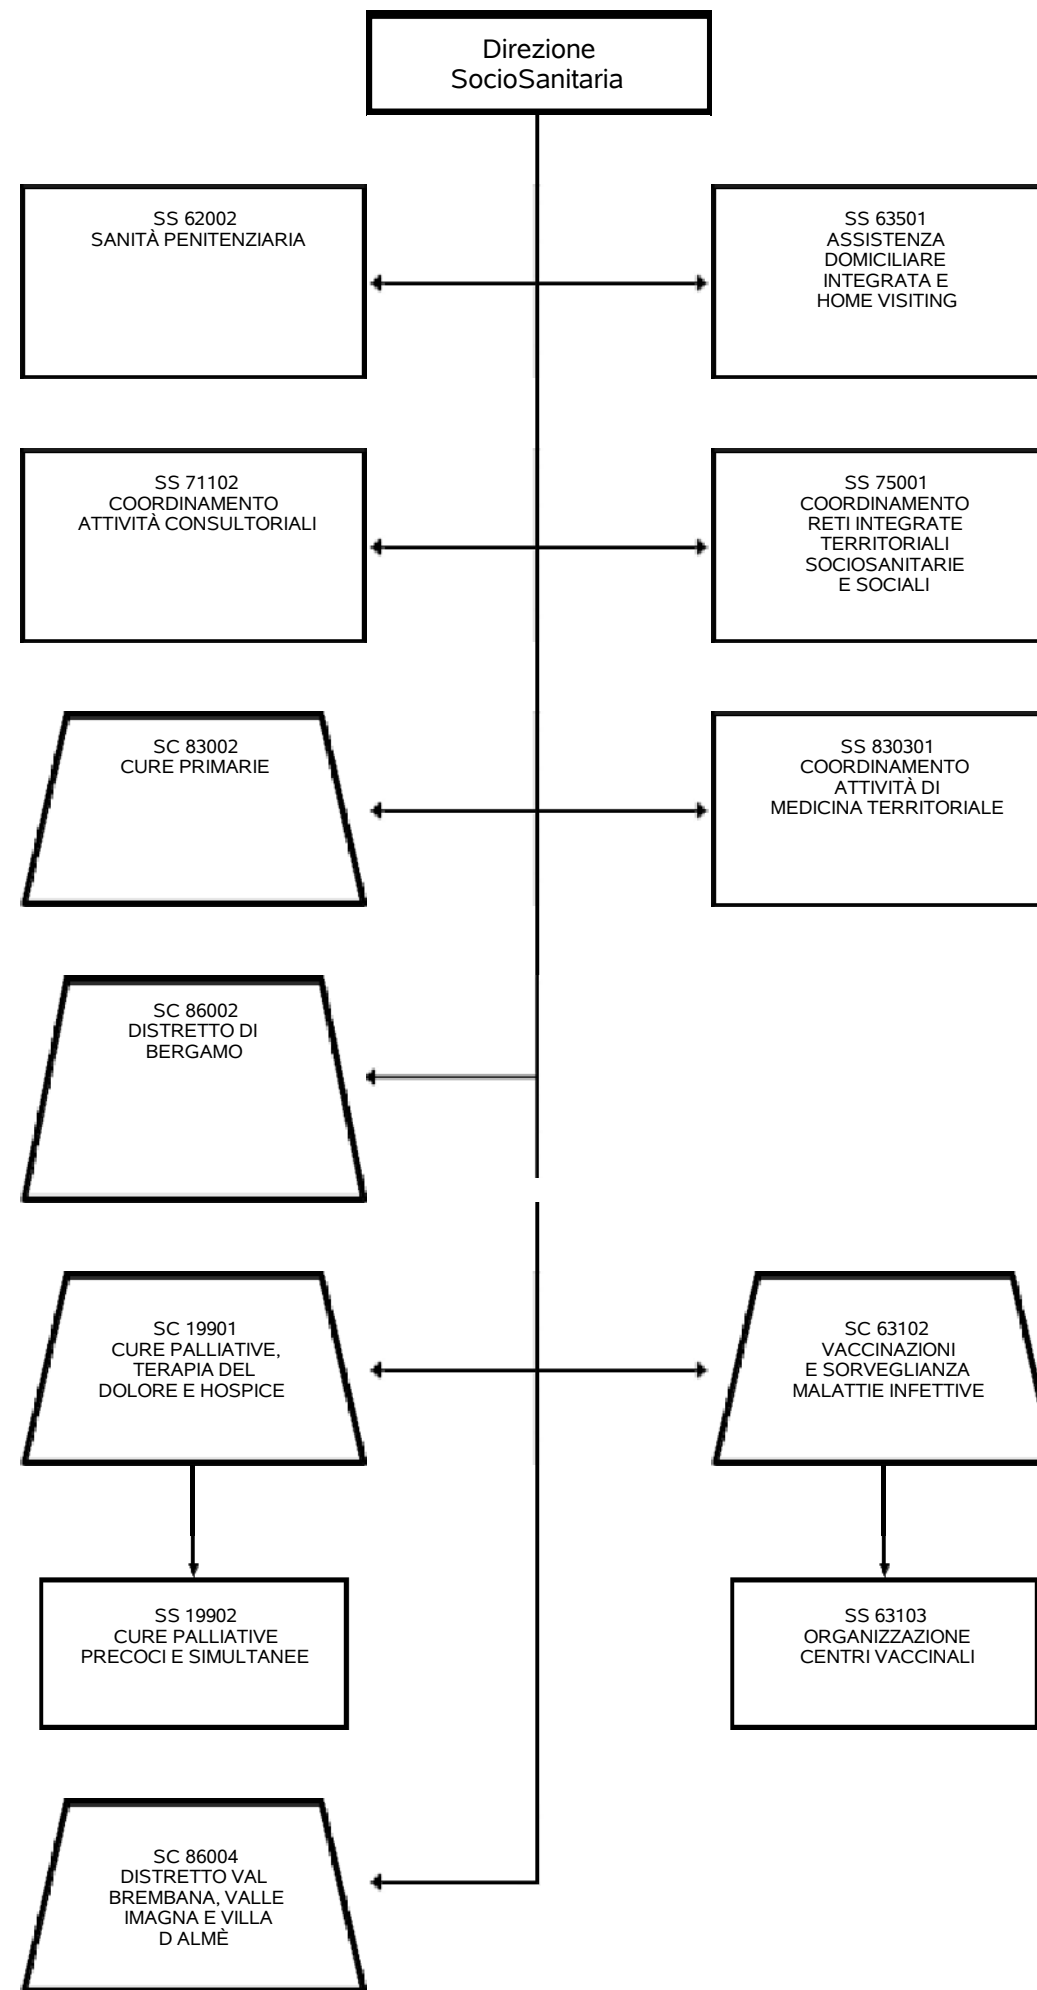 Direzione
SocioSanitaria
SS 62002
SANITÀ PENITENZIARIA
SS 63501
ASSISTENZA
DOMICILIARE
INTEGRATA E
HOME VISITING
SS 71102
COORDINAMENTO
ATTIVITÀ CONSULTORIALI
SS 75001
COORDINAMENTO
RETI INTEGRATE
TERRITORIALI
SOCIOSANITARIE
E SOCIALI
SC 83002
CURE PRIMARIE
SS 830301
COORDINAMENTO
ATTIVITÀ DI
MEDICINA TERRITORIALE
SC 86002
DISTRETTO DI
BERGAMO
SC 19901
CURE PALLIATIVE,
TERAPIA DEL
DOLORE E HOSPICE
SC 63102
VACCINAZIONI
E SORVEGLIANZA
MALATTIE INFETTIVE
SS 19902
CURE PALLIATIVE
PRECOCI E SIMULTANEE
SS 63103
ORGANIZZAZIONE
CENTRI VACCINALI
SC 86004
DISTRETTO VAL
BREMBANA, VALLE
IMAGNA E VILLA
D ALMÈ